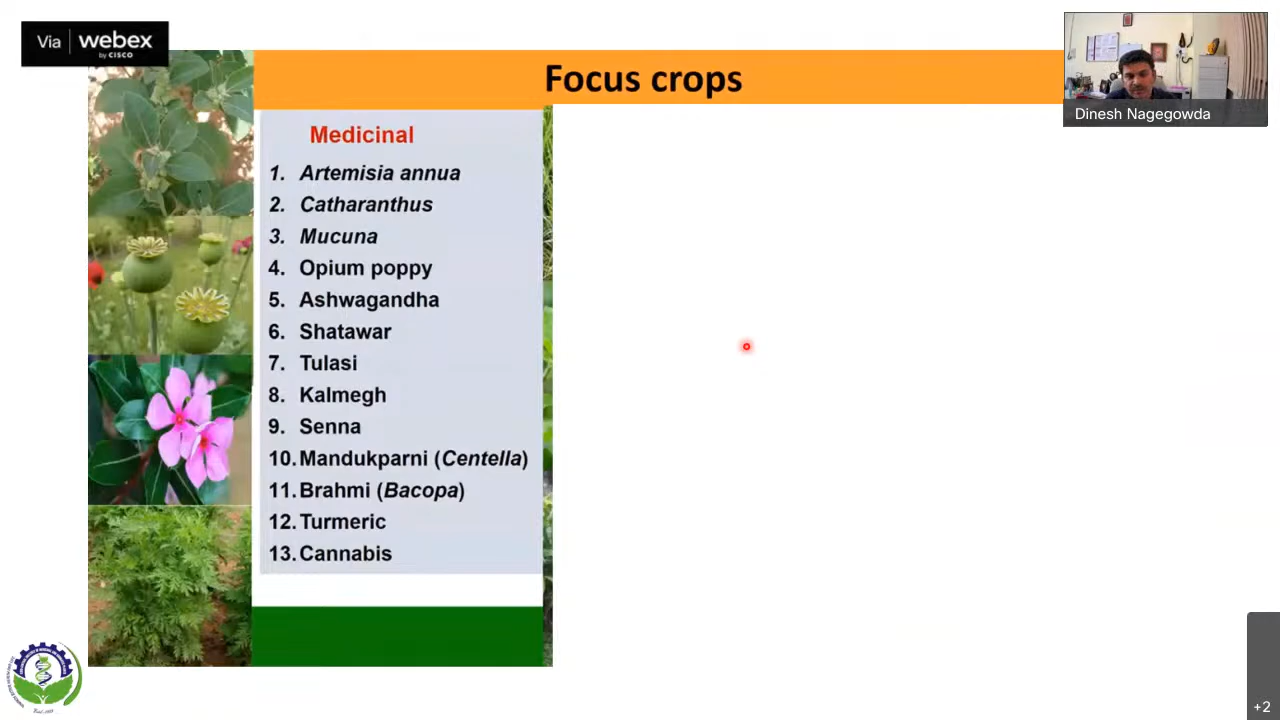 Via webex
by CISCO
Focus crops
Dinesh Nagegowda
Medicinal
1. Artemisia annua
2. Catharanthus
3. Mucuna
4. Opium poppy
5. Ashwagandha
6. Shatawar
7. Tulasi
8. Kalmegh
9. Senna
10. Mandukparni (Centella)
11. Brahmi (Bacopa)
12. Turmeric
13. Cannabis
+2